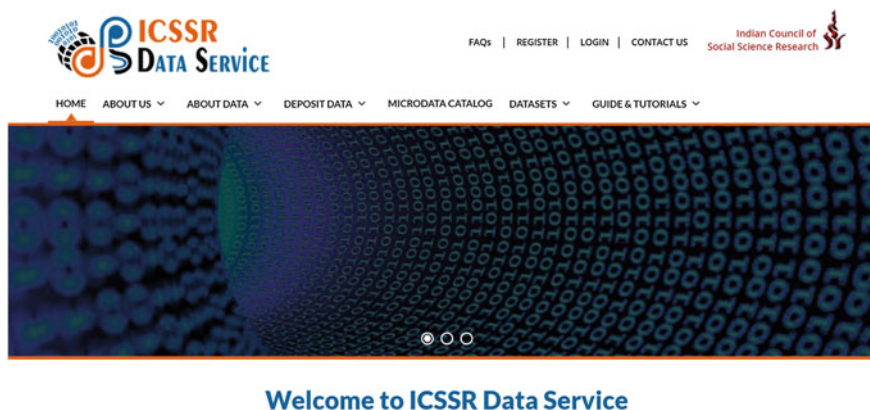 ICSSR
DATA SERVICE
FAQs | REGISTER | LOGIN | CONTACT US
Indian Council of
Social Science Research
HOME ABOUT US ABOUT DATA DEPOSIT DATA MICRODATA CATALOG DATASETS GUIDE & TUTORIALS
Welcome to ICSSR Data Service